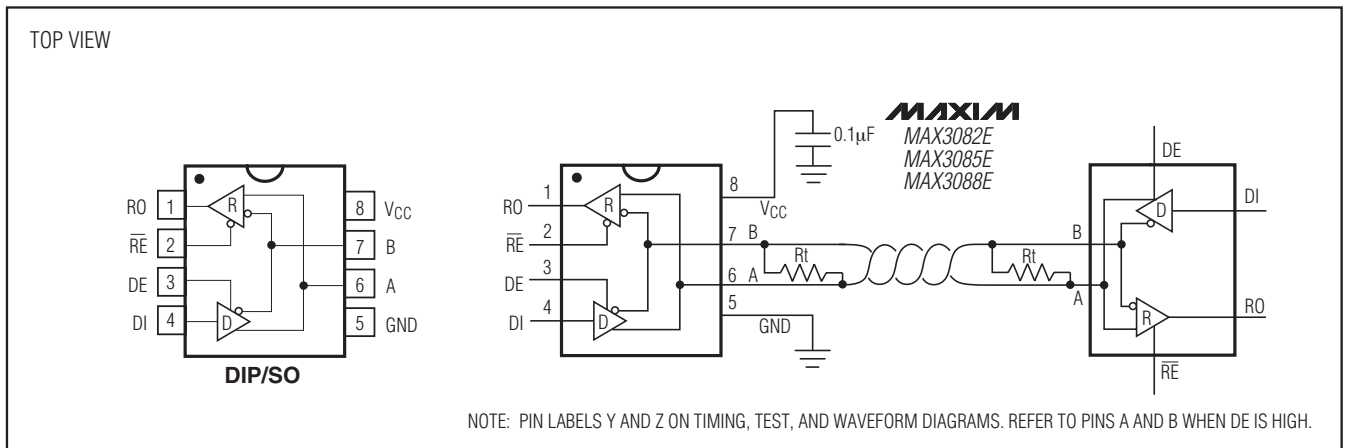 TOP VIEW
RO 1
RE 2
DE 3
DI 4
8 VCC
7 B
6 A
5 GND
R
D
DIP/SO
1
RO
2
RE
3
DE
4
DI
R
D
8
VCC
7 B
6 A
5
GND
0.1µF
MAXIM
MAX3082E
MAX3085E
MAX3088E
Rt
Rt
B
A
DE
DI
D
R
RO
RE
NOTE: PIN LABELS Y AND Z ON TIMING, TEST, AND WAVEFORM DIAGRAMS. REFER TO PINS A AND B WHEN DE IS HIGH.